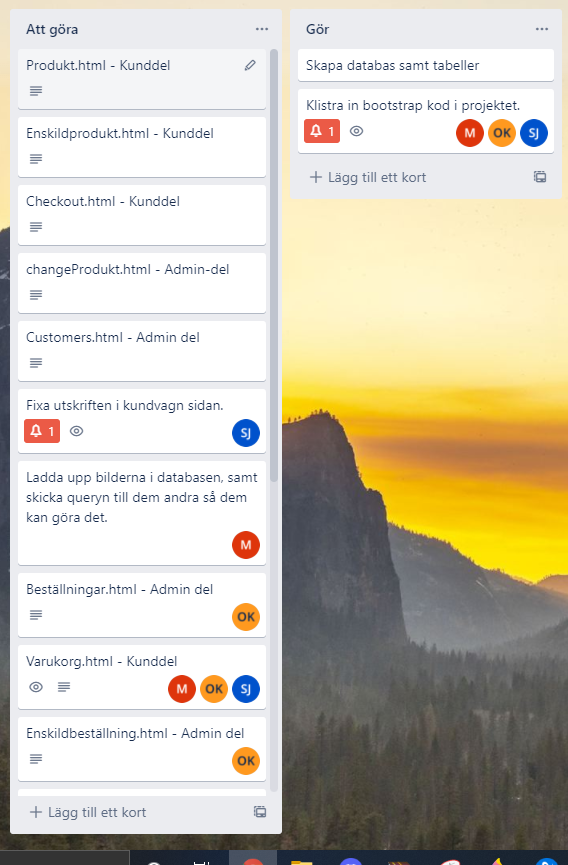 Att göra
Produkt.html - Kunddel
Enskildprodukt.html - Kunddel
Checkout.html - Kunddel
changeProdukt.html - Admin-del
Customers.html - Admin del
Fixa utskriften i kundvagn sidan.
1
SJ
Ladda upp bilderna i databasen, samt
skicka queryn till dem andra så dem
kan göra det.
M
Beställningar.html - Admin del
OK
Varukorg.html - Kunddel
M OK SJ
Enskildbeställning.html - Admin del
OK
Lägg till ett kort
Gör
Skapa databas samt tabeller
Klistra in bootstrap kod i projektet.
1
M OK SJ
Lägg till ett kort